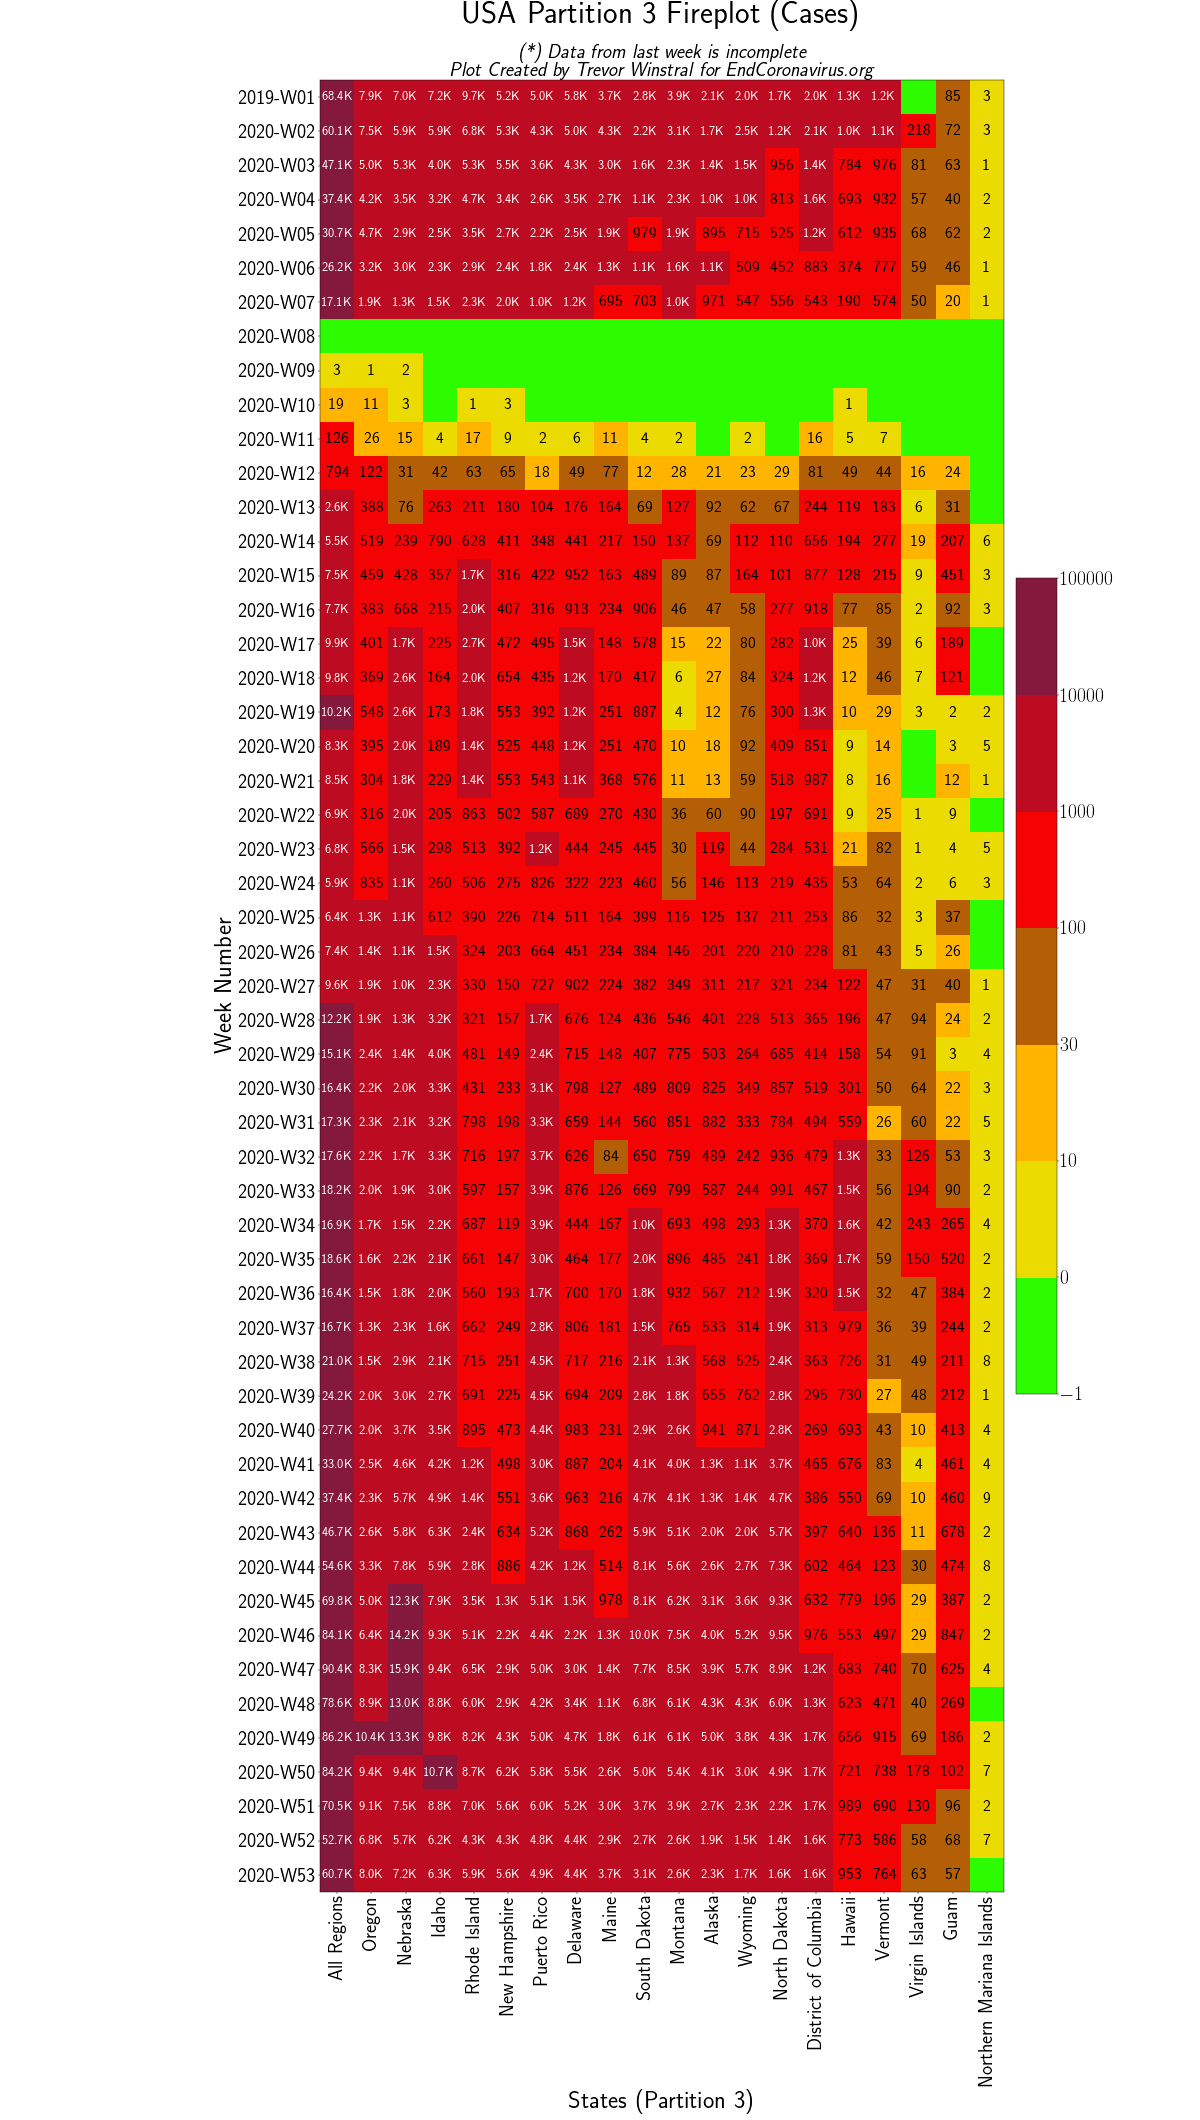 USA Partition 3 Fireplot (Cases)
(*) Data from last week is incomplete
Plot Created by Trevor Winstral for EndCoronavirus.org
2019-W01 68.4K 7.9K 7.0K 7.2K 9.7K 5.2K 5.0K 5.8K 3.7K 2.8K 3.9K 2.1K 2.0K 1.7K 2.0K 1.3K 1.2K 85 3
2020-W02 60.1K 7.5K 5.9K 5.9K 6.8K 5.3K 4.3K 5.0K 4.3K 2.2K 3.1K 1.7K 2.5K 1.2K 2.1K 1.0K 1.1K 218 72 3
2020-W03 47.1K 5.0K 5.3K 4.0K 5.3K 5.5K 3.6K 4.3K 3.0K 1.6K 2.3K 1.4K 1.5K 956 1.4K 784 976 81 63 1
2020-W04 37.4K 4.2K 3.5K 3.2K 4.7K 3.4K 2.6K 3.5K 2.7K 1.1K 2.3K 1.0K 1.0K 813 1.6K 693 932 57 40 2
2020-W05 30.7K 4.7K 2.9K 2.5K 3.5K 2.7K 2.2K 2.5K 1.9K 979 1.9K 895 715 525 1.2K 612 935 68 62 2
2020-W06 26.2K 3.2K 3.0K 2.3K 2.9K 2.4K 1.8K 2.4K 1.3K 1.1K 1.6K 1.1K 509 452 883 374 777 59 46 1
2020-W07 17.1K 1.9K 1.3K 1.5K 2.3K 2.0K 1.0K 1.2K 695 703 1.0K 971 547 556 543 190 574 50 20 1
2020-W08
2020-W09 3 1 2
2020-W10 19 11 3 1 3 1
2020-W11 126 26 15 4 17 9 2 6 11 4 2 2 16 5 7
2020-W12 794 122 31 42 63 65 18 49 77 12 28 21 23 29 81 49 44 16 24
2020-W13 2.6K 388 76 263 211 180 104 176 164 69 127 92 62 67 244 119 183 6 31
2020-W14 5.5K 519 239 790 628 411 348 441 217 150 137 69 112 110 656 194 277 19 207 6
2020-W15 7.5K 459 428 357 1.7K 316 422 952 163 489 89 87 164 101 877 128 215 9 451 3
2020-W16 7.7K 383 668 215 2.0K 407 316 913 234 906 46 47 58 277 918 77 85 2 92 3
2020-W17 9.9K 401 1.7K 225 2.7K 472 495 1.5K 148 578 15 22 80 282 1.0K 25 39 6 189
2020-W18 9.8K 369 2.6K 164 2.0K 654 435 1.2K 170 417 6 27 84 324 1.2K 12 46 7 121
2020-W19 10.2K 548 2.6K 173 1.8K 553 392 1.2K 251 887 4 12 76 300 1.3K 10 29 3 2 2
2020-W20 8.3K 395 2.0K 189 1.4K 525 448 1.2K 251 470 10 18 92 409 851 9 14 3 5
2020-W21 8.5K 304 1.8K 229 1.4K 553 543 1.1K 368 576 11 13 59 518 987 8 16 12 1
2020-W22 6.9K 316 2.0K 205 863 502 587 689 270 430 36 60 90 197 691 9 25 1 9
2020-W23 6.8K 566 1.5K 298 513 392 1.2K 444 245 445 30 119 44 284 531 21 82 1 4 5
2020-W24 5.9K 835 1.1K 260 506 275 826 322 223 460 56 146 113 219 435 53 64 2 6 3
2020-W25 6.4K 1.3K 1.1K 612 390 226 714 511 164 399 116 125 137 211 253 86 32 3 37
2020-W26 7.4K 1.4K 1.1K 1.5K 324 203 664 451 234 384 146 201 220 210 228 81 43 5 26
2020-W27 9.6K 1.9K 1.0K 2.3K 330 150 727 902 224 382 349 311 217 321 234 122 47 31 40 1
2020-W28 12.2K 1.9K 1.3K 3.2K 321 157 1.7K 676 124 436 546 401 228 513 365 196 47 94 24 2
2020-W29 15.1K 2.4K 1.4K 4.0K 481 149 2.4K 715 148 407 775 503 264 685 414 158 54 91 3 4
2020-W30 16.4K 2.2K 2.0K 3.3K 431 233 3.1K 798 127 489 809 825 349 857 519 301 50 64 22 3
2020-W31 17.3K 2.3K 2.1K 3.2K 798 198 3.3K 659 144 560 851 882 333 784 494 559 26 60 22 5
2020-W32 17.6K 2.2K 1.7K 3.3K 716 197 3.7K 626 84 650 759 489 242 936 479 1.3K 33 126 53 3
2020-W33 18.2K 2.0K 1.9K 3.0K 597 157 3.9K 876 126 669 799 587 244 991 467 1.5K 56 194 90 2
2020-W34 16.9K 1.7K 1.5K 2.2K 687 119 3.9K 444 167 1.0K 693 498 293 1.3K 370 1.6K 42 243 265 4
2020-W35 18.6K 1.6K 2.2K 2.1K 661 147 3.0K 464 177 2.0K 896 485 241 1.8K 369 1.7K 59 150 520 2
2020-W36 16.4K 1.5K 1.8K 2.0K 560 193 1.7K 700 170 1.8K 932 567 212 1.9K 320 1.5K 32 47 384 2
2020-W37 16.7K 1.3K 2.3K 1.6K 662 249 2.8K 806 181 1.5K 765 533 314 1.9K 313 979 36 39 244 2
2020-W38 21.0K 1.5K 2.9K 2.1K 715 251 4.5K 717 216 2.1K 1.3K 568 525 2.4K 363 726 31 49 211 8
2020-W39 24.2K 2.0K 3.0K 2.7K 691 225 4.5K 694 209 2.8K 1.8K 655 762 2.8K 295 730 27 48 212 1
2020-W40 27.7K 2.0K 3.7K 3.5K 895 473 4.4K 983 231 2.9K 2.6K 941 871 2.8K 269 693 43 10 413 4
2020-W41 33.0K 2.5K 4.6K 4.2K 1.2K 498 3.0K 887 204 4.1K 4.0K 1.3K 1.1K 3.7K 465 676 83 4 461 4
2020-W42 37.4K 2.3K 5.7K 4.9K 1.4K 551 3.6K 963 216 4.7K 4.1K 1.3K 1.4K 4.7K 386 550 69 10 460 9
2020-W43 46.7K 2.6K 5.8K 6.3K 2.4K 634 5.2K 868 262 5.9K 5.1K 2.0K 2.0K 5.7K 397 640 136 11 678 2
2020-W44 54.6K 3.3K 7.8K 5.9K 2.8K 886 4.2K 1.2K 514 8.1K 5.6K 2.6K 2.7K 7.3K 602 464 123 30 474 8
2020-W45 69.8K 5.0K 12.3K 7.9K 3.5K 1.3K 5.1K 1.5K 978 8.1K 6.2K 3.1K 3.6K 9.3K 632 779 196 29 387 2
2020-W46 84.1K 6.4K 14.2K 9.3K 5.1K 2.2K 4.4K 2.2K 1.3K 10.0K 7.5K 4.0K 5.2K 9.5K 976 553 497 29 847 2
2020-W47 90.4K 8.3K 15.9K 9.4K 6.5K 2.9K 5.0K 3.0K 1.4K 7.7K 8.5K 3.9K 5.7K 8.9K 1.2K 683 740 70 625 4
2020-W48 78.6K 8.9K 13.0K 8.8K 6.0K 2.9K 4.2K 3.4K 1.1K 6.8K 6.1K 4.3K 4.3K 6.0K 1.3K 623 471 40 269
2020-W49 86.2K 10.4K 13.3K 9.8K 8.2K 4.3K 5.0K 4.7K 1.8K 6.1K 6.1K 5.0K 3.8K 4.3K 1.7K 656 915 69 186 2
2020-W50 84.2K 9.4K 9.4K 10.7K 8.7K 6.2K 5.8K 5.5K 2.6K 5.0K 5.4K 4.1K 3.0K 4.9K 1.7K 721 738 178 102 7
2020-W51 70.5K 9.1K 7.5K 8.8K 7.0K 5.6K 6.0K 5.2K 3.0K 3.7K 3.9K 2.7K 2.3K 2.2K 1.7K 989 690 130 96 2
2020-W52 52.7K 6.8K 5.7K 6.2K 4.3K 4.3K 4.8K 4.4K 2.9K 2.7K 2.6K 1.9K 1.5K 1.4K 1.6K 773 586 58 68 7
2020-W53 60.7K 8.0K 7.2K 6.3K 5.9K 5.6K 4.9K 4.4K 3.7K 3.1K 2.6K 2.3K 1.7K 1.6K 1.6K 953 764 63 57
Week Number
All Regions
Oregon
Nebraska
Idaho
Rhode Island
New Hampshire
Puerto Rico
Delaware
Maine
South Dakota
Montana
Alaska
Wyoming
North Dakota
District of Columbia
Hawaii
Vermont
Virgin Islands
Guam
Northern Mariana Islands
States (Partition 3)
100000
10000
1000
100
30
10
0
−1